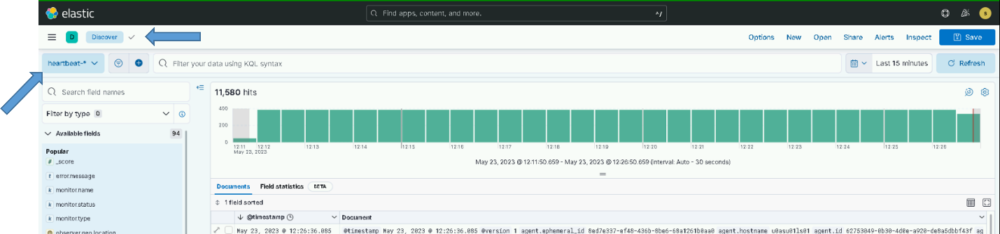 elastic
Find apps, content, and more.
^/
s
D
Discover
Options
New
Open
Share
Alerts
Inspect
Save
heartbeat-*
Filter your data using KQL syntax
Last 15 minutes
Refresh
Search field names
11,580 hits
Filter by type 0
400
200
0
Available fields
94
12:11
12:12
12:13
12:14
12:15
12:16
12:17
12:18
12:19
12:20
12:21
12:22
12:23
12:24
12:25
12:26
May 23, 2023
Popular
# _score
May 23, 2023 @ 12:11:50.659 - May 23, 2023 @ 12:26:50.659 (interval: Auto - 30 seconds)
t error.message
Documents
Field statistics
BETA
k monitor.name
k monitor.status
1 field sorted
k monitor.type
@timestamp
Document
observer.geo.location
May 23, 2023 @ 12:26:36.085
@timestamp May 23, 2023 @ 12:26:36.085 @version 1 agent.ephemeral_id 8ed7e337-ef48-436b-8be6-68a1261b0aa0 agent.hostname u0asu01ls01 agent.id 62753049-0b30-4d0e-a920-de8a5dbbf43f ag